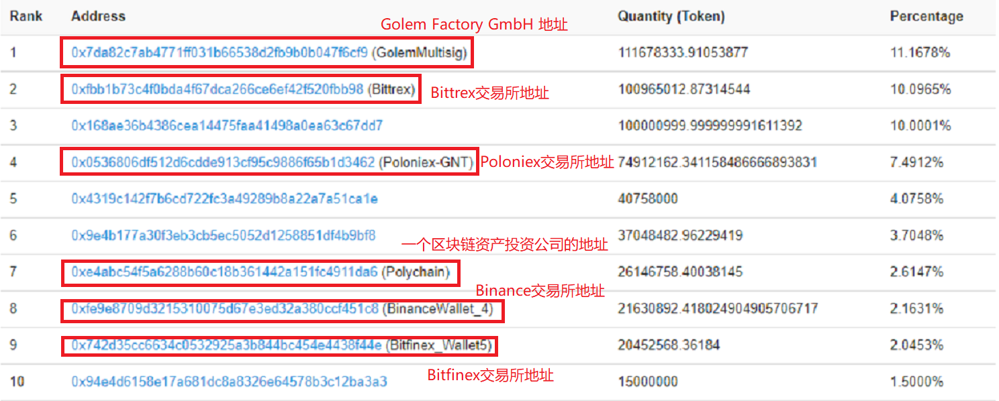 Rank Address Quantity (Token) Percentage
Golem Factory GmbH 地址
1 0x7da82c7ab4771ff031b66538d2fb9b0b047f6cf9 (GolemMultisig) 111678333.91053877 11.1678%
2 0xfbb1b73c4f0bda4f67dca266ce6ef42f520fbb98 (Bittrex) Bittrex交易所地址 100965012.87314544 10.0965%
3 0x168ae36b4386cea14475faa41498a0ea63c67dd7 100000999.999999991611392 10.0001%
4 0x0536806df512d6cdde913cf95c9886f65b1d3462 (Poloniex-GNT) Poloniex交易所地址 74912162.341158486666893831 7.4912%
5 0x4319c142f7b6cd722fc3a49289b8a22a7a51ca1e 40758000 4.0758%
6 0x9e4b177a30f3eb3cb5ec5052d1258851df4b9bf8 37048482.96229419 3.7048%
一个区块链资产投资公司的地址
7 0xe4abc54f5a6288b60c18b361442a151fc4911da6 (Polychain) 26146758.40038145 2.6147%
Binance交易所地址
8 0xfe9e8709d3215310075d67e3ed32a380ccf451c8 (BinanceWallet_4) 21630892.418024904905706717 2.1631%
9 0x742d35cc6634c0532925a3b844bc454e4438f44e (Bitfinex_Wallet5) 20452568.36184 2.0453%
Bitfinex交易所地址
10 0x94e4d6158e17a681dc8a8326e64578b3c12ba3a3 15000000 1.5000%